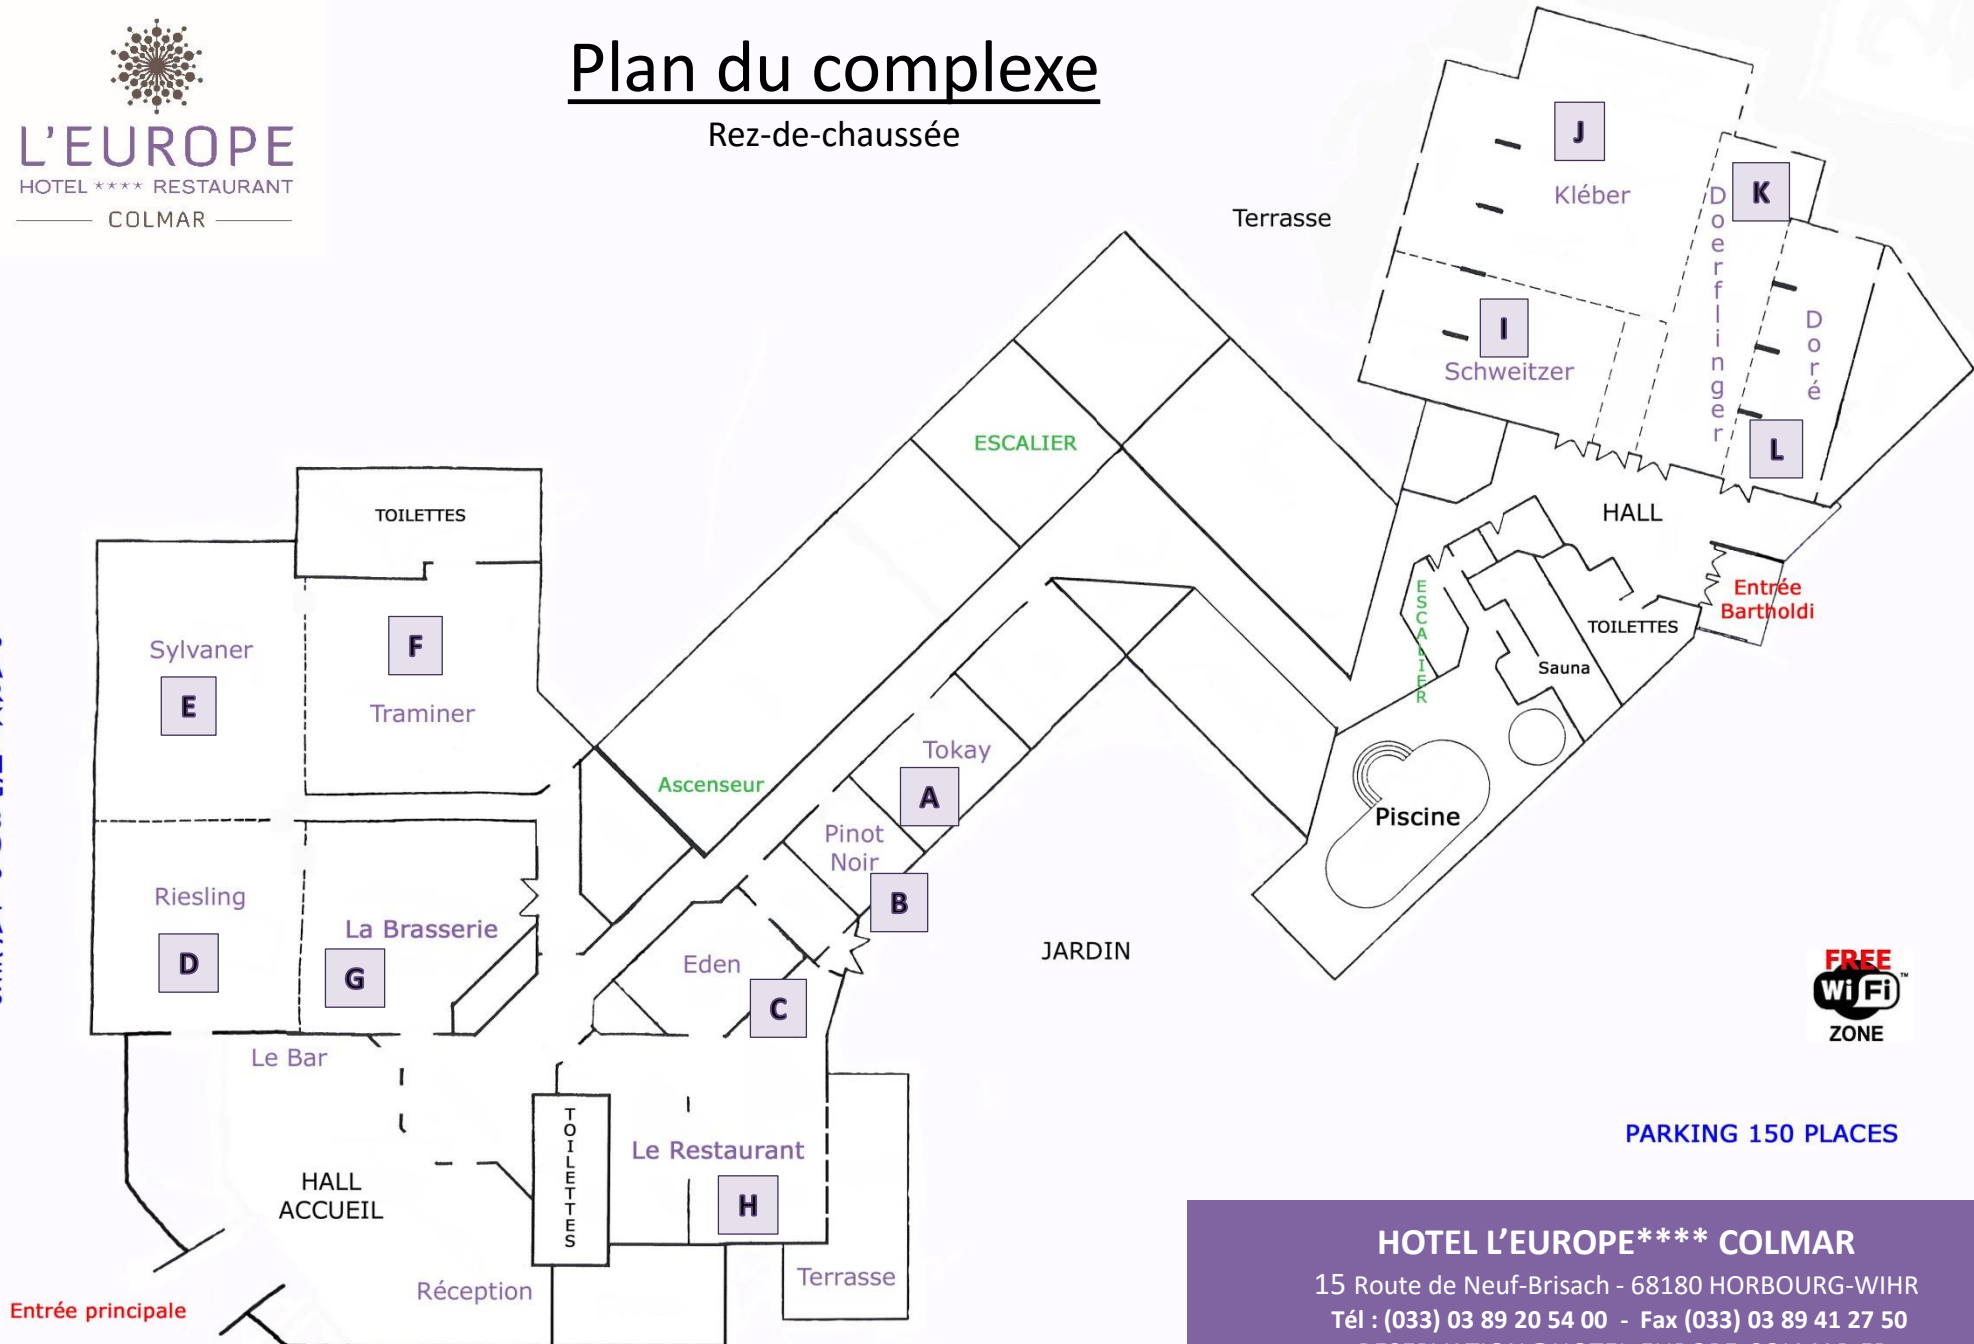 L'EUROPE
HOTEL **** RESTAURANT
COLMAR
Plan du complexe
Rez-de-chaussée
J
Kléber
K
Doerflinger
Terrasse
I
Schweitzer
Doré
L
ESCALIER
TOILETTES
HALL
Entrée
Bartholdi
ESCALIER
TOILETTES
Sauna
Sylvaner
E
F
Traminer
Tokay
A
Ascenseur
Pinot
Noir
B
Piscine
Riesling
D
La Brasserie
G
Eden
C
JARDIN
FREE
Wi Fi™
ZONE
Le Bar
TOILETTES
Le Restaurant
H
PARKING 150 PLACES
HALL
ACCUEIL
Réception
Terrasse
Entrée principale
HOTEL L'EUROPE**** COLMAR
15 Route de Neuf-Brisach - 68180 HORBOURG-WIHR
Tél : (033) 03 89 20 54 00 - Fax (033) 03 89 41 27 50